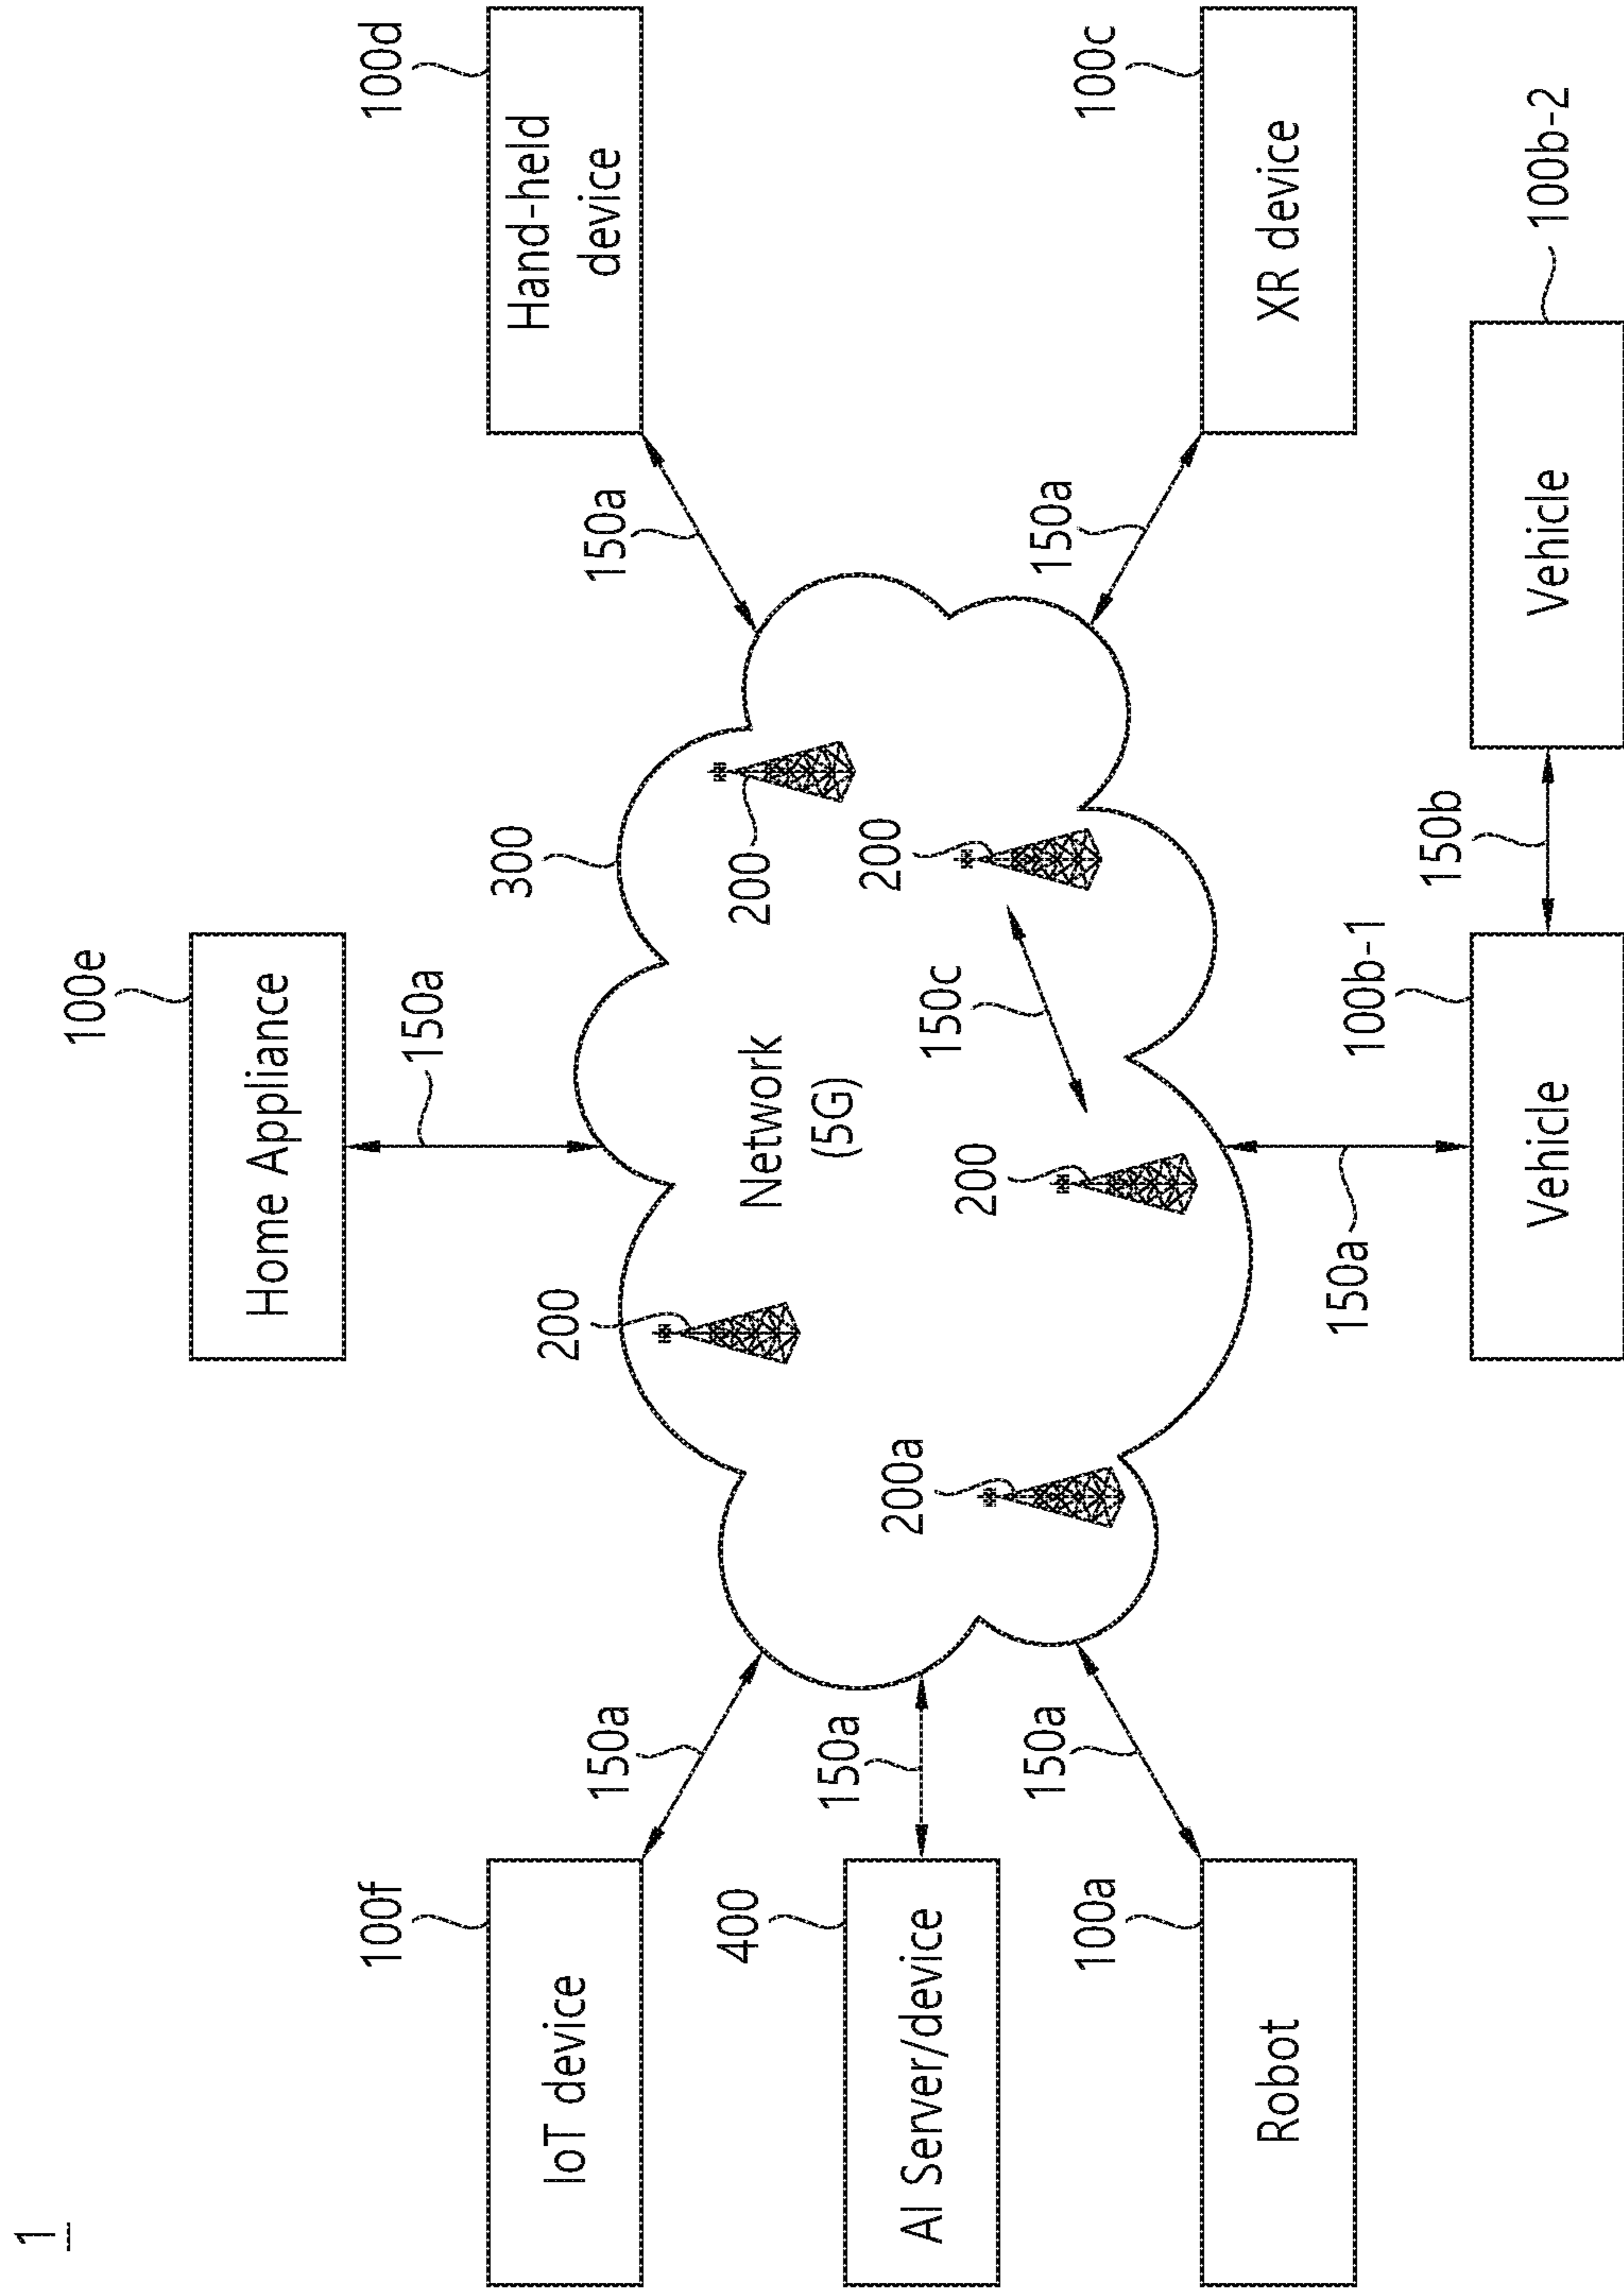 1
100e
Home Appliance
150a
100f
IoT device
150a
200
300
150a
100d
Hand-held
device
Network
(5G)
200
400
AI Server/device
150a
200a
200
200
150c
100a
Robot
150a
150a
100c
XR device
150a
100b-1
Vehicle
150b
100b-2
Vehicle